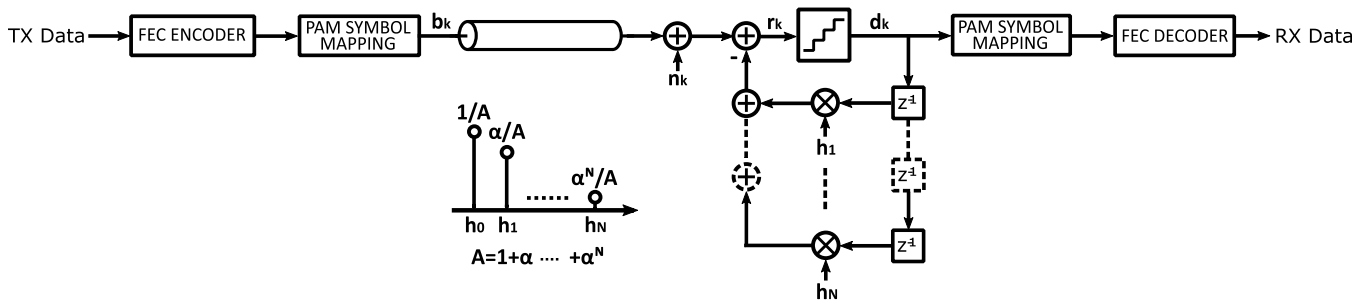 TX Data
FEC ENCODER
PAM SYMBOL
MAPPING
bk
nk
-
rk
dk
PAM SYMBOL
MAPPING
FEC DECODER
RX Data
z-1
h1
z-1
z-1
hN
1/A
α/A
αN/A
h0 h1 hN
A=1+α ···· +αN